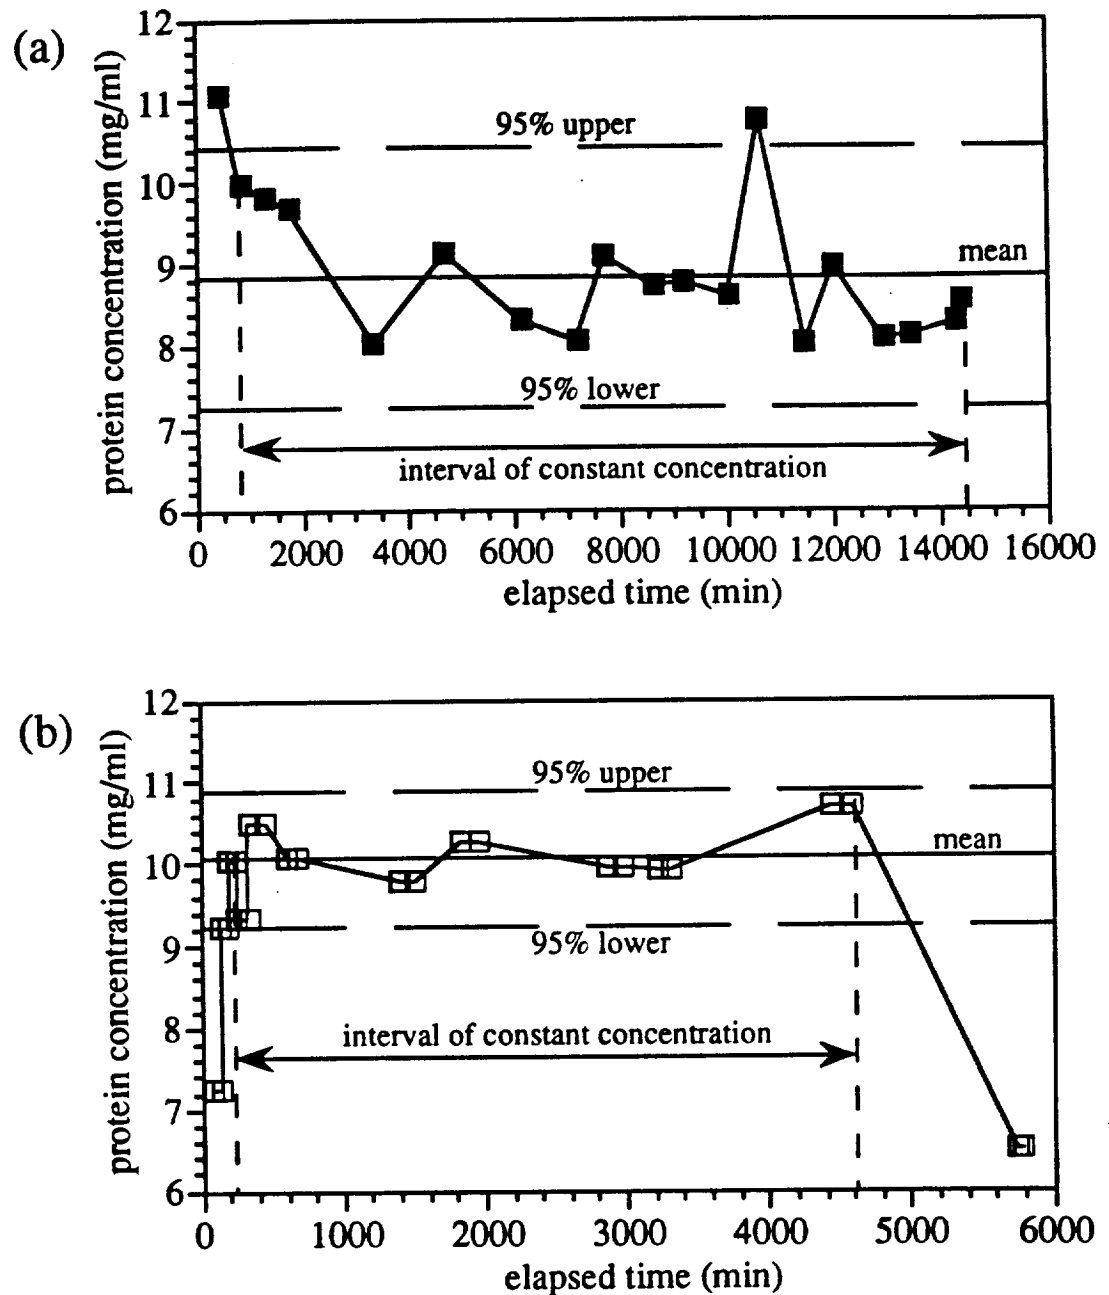 (a)
protein concentration (mg/ml)
12
11
10
9
8
7
6
95% upper
mean
95% lower
interval of constant concentration
0 2000 4000 6000 8000 10000 12000 14000 16000
elapsed time (min)
(b)
protein concentration (mg/ml)
12
11
10
9
8
7
6
95% upper
mean
95% lower
interval of constant concentration
0 1000 2000 3000 4000 5000 6000
elapsed time (min)